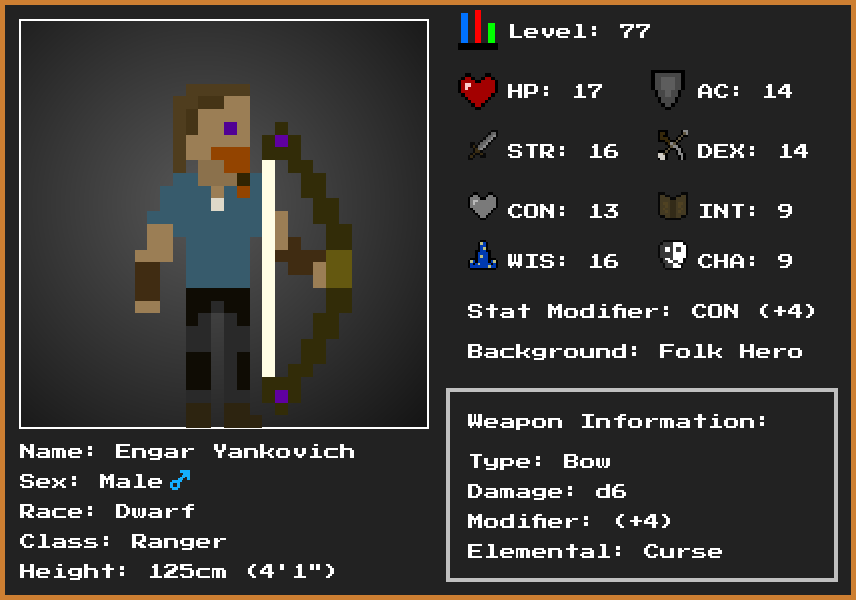 Level: 77
HP: 17 AC: 14
STR: 16 DEX: 14
CON: 13 INT: 9
WIS: 16 CHA: 9
Stat Modifier: CON (+4)
Background: Folk Hero
Weapon Information:
Type: Bow
Damage: d6
Modifier: (+4)
Elemental: Curse
Name: Engar Yankovich
Sex: Male♂
Race: Dwarf
Class: Ranger
Height: 125cm (4'1")